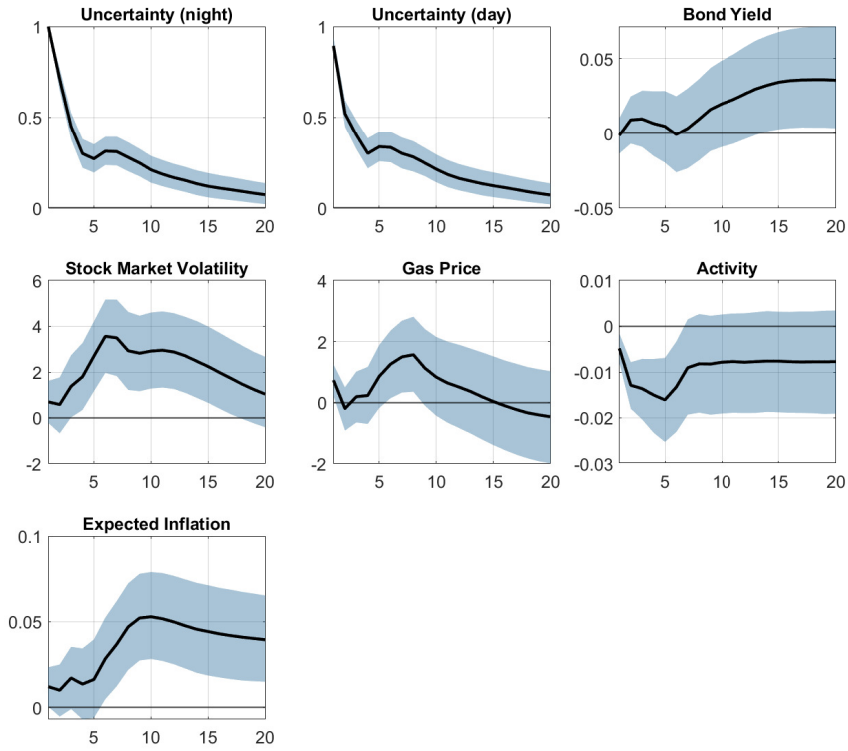 Uncertainty (night)
1
0.5
0
5 10 15 20
Uncertainty (day)
1
0.5
0
5 10 15 20
Bond Yield
0.05
0
-0.05
5 10 15 20
Stock Market Volatility
6
4
2
0
-2
5 10 15 20
Gas Price
4
2
0
-2
5 10 15 20
Activity
0.01
0
-0.01
-0.02
-0.03
5 10 15 20
Expected Inflation
0.1
0.05
0
5 10 15 20